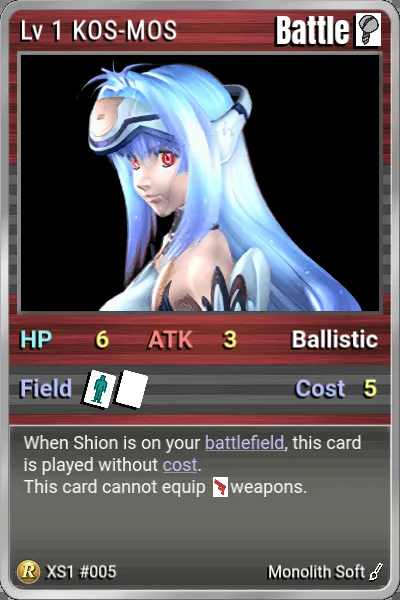 Lv 1 KOS-MOS Battle
HP 6 ATK 3 Ballistic
Field Cost 5
When Shion is on your battlefield, this card
is played without cost.
This card cannot equip weapons.
R XS1 #005 Monolith Soft